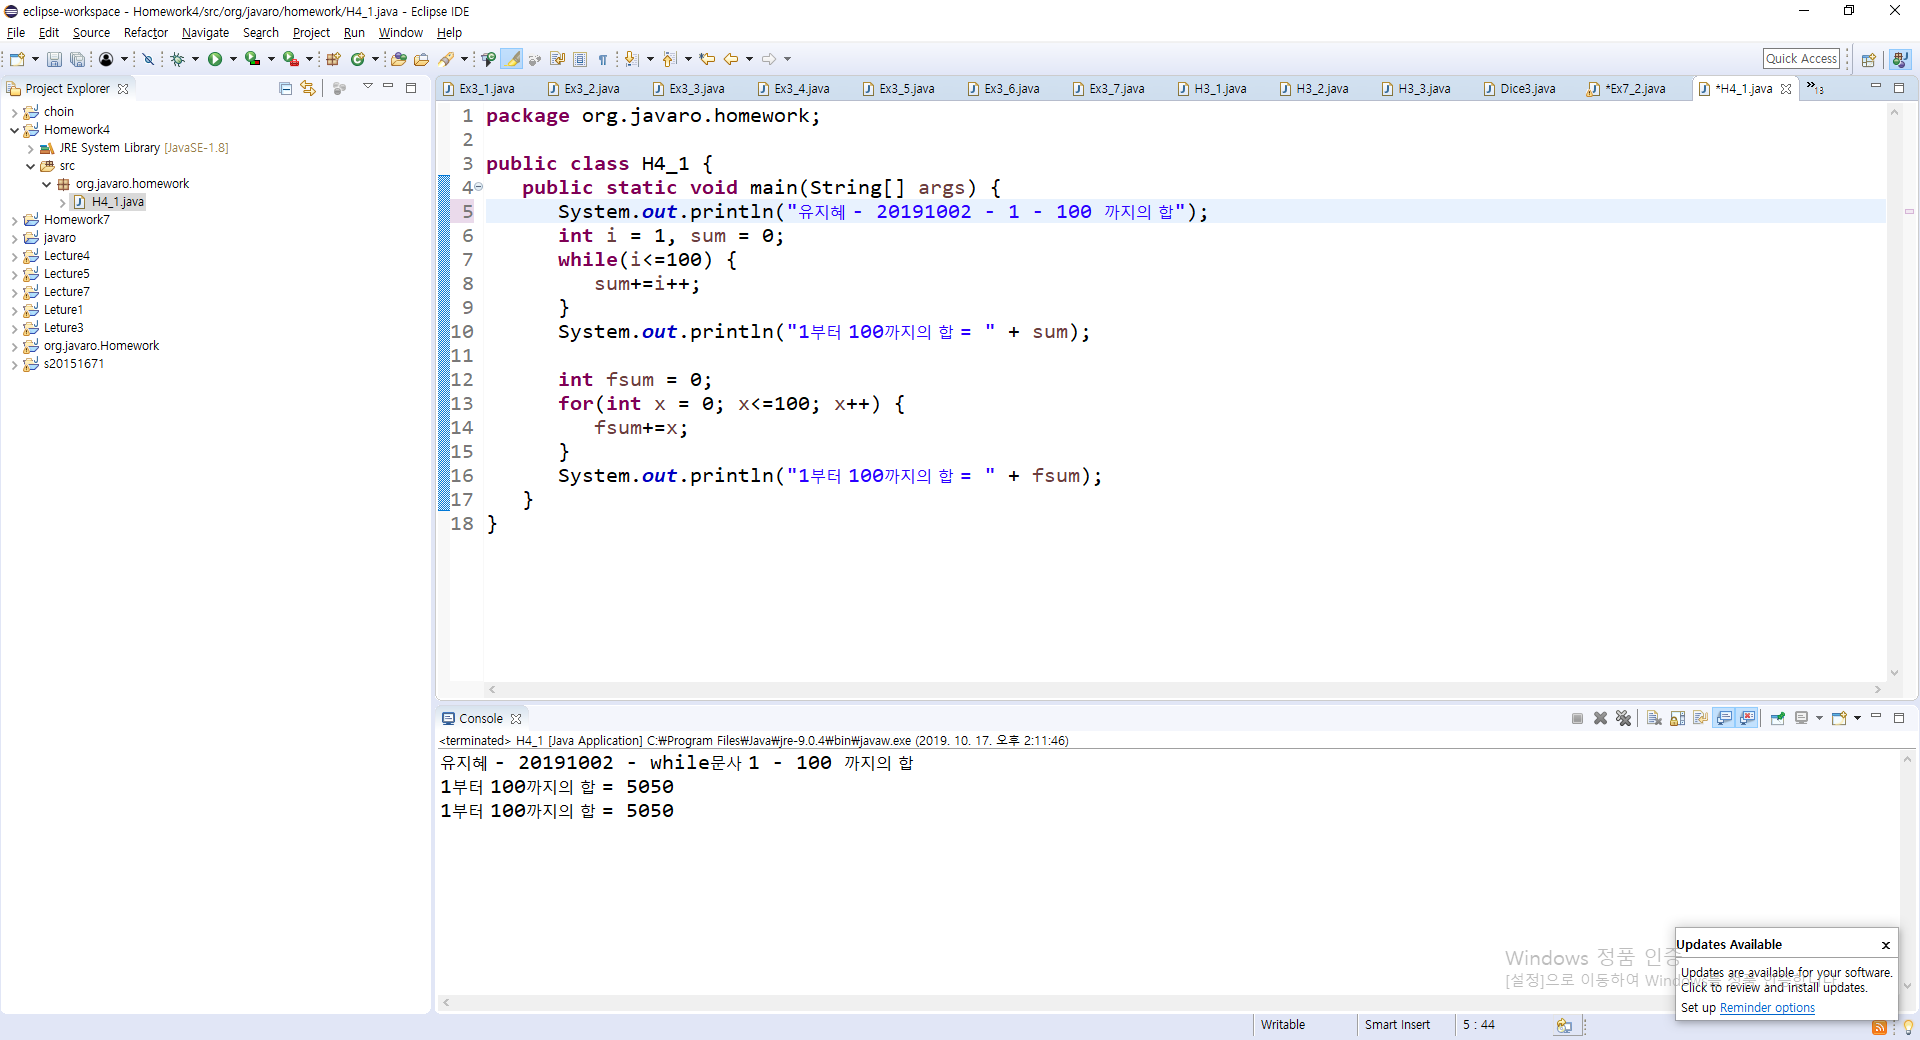 eclipse-workspace - Homework4/src/org/javaro/homework/H4_1.java - Eclipse IDE
File Edit Source Refactor Navigate Search Project Run Window Help
Quick Access
Project Explorer
Ex3_1.java Ex3_2.java Ex3_3.java Ex3_4.java Ex3_5.java Ex3_6.java Ex3_7.java H3_1.java H3_2.java H3_3.java Dice3.java *Ex7_2.java *H4_1.java »13
choin
Homework4
JRE System Library [JavaSE-1.8]
src
org.javaro.homework
H4_1.java
Homework7
javaro
Lecture4
Lecture5
Lecture7
Leture1
Leture3
org.javaro.Homework
s20151671
1 package org.javaro.homework;
2
3 public class H4_1 {
4 public static void main(String[] args) {
5 System.out.println("유지혜 - 20191002 - 1 - 100 까지의 합");
6 int i = 1, sum = 0;
7 while(i<=100) {
8 sum+=i++;
9 }
10 System.out.println("1부터 100까지의 합 = " + sum);
11
12 int fsum = 0;
13 for(int x = 0; x<=100; x++) {
14 fsum+=x;
15 }
16 System.out.println("1부터 100까지의 합 = " + fsum);
17 }
18 }
Console
<terminated> H4_1 [Java Application] C:₩Program Files₩Java₩jre-9.0.4₩bin₩javaw.exe (2019. 10. 17. 오후 2:11:46)
유지혜 - 20191002 - while문사 1 - 100 까지의 합
1부터 100까지의 합 = 5050
1부터 100까지의 합 = 5050
Windows 정품 인증
[설정]으로 이동하여
Updates Available
Updates are available for your software.
Click to review and install updates.
Set up Reminder options
Writable Smart Insert 5 : 44